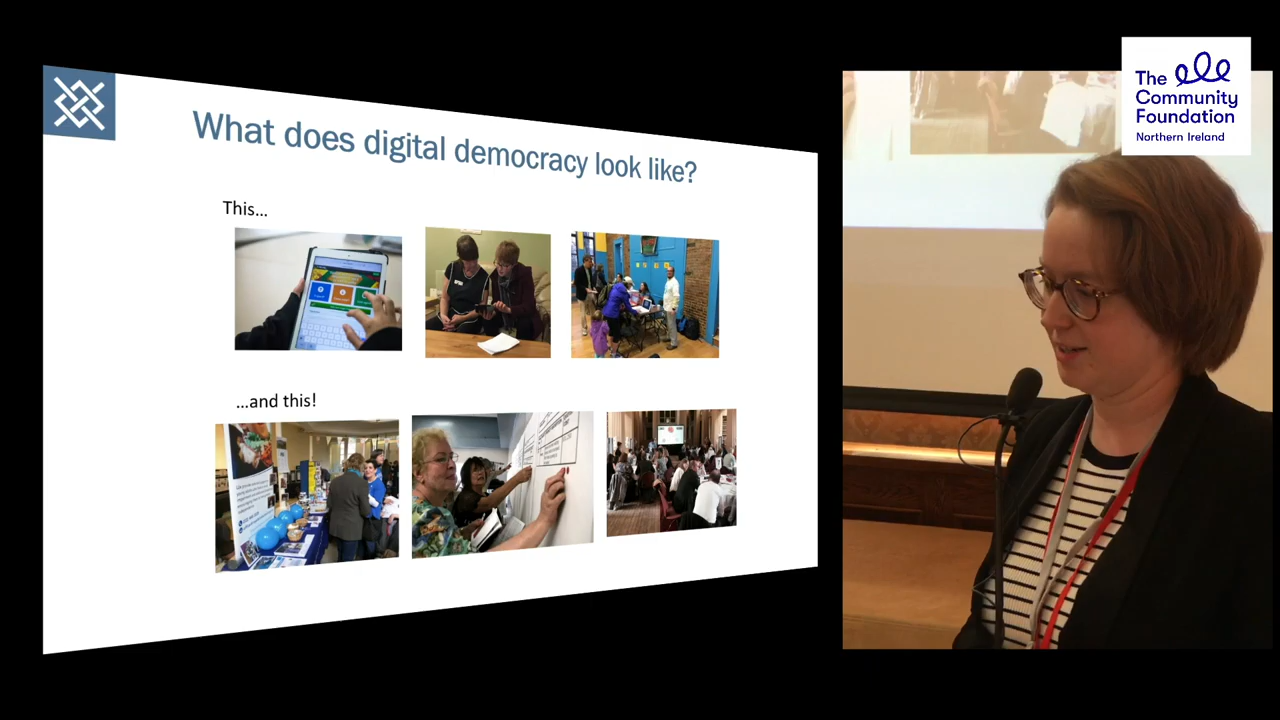 What does digital democracy look like?
This...
...and this!
The
Community
Foundation
Northern Ireland